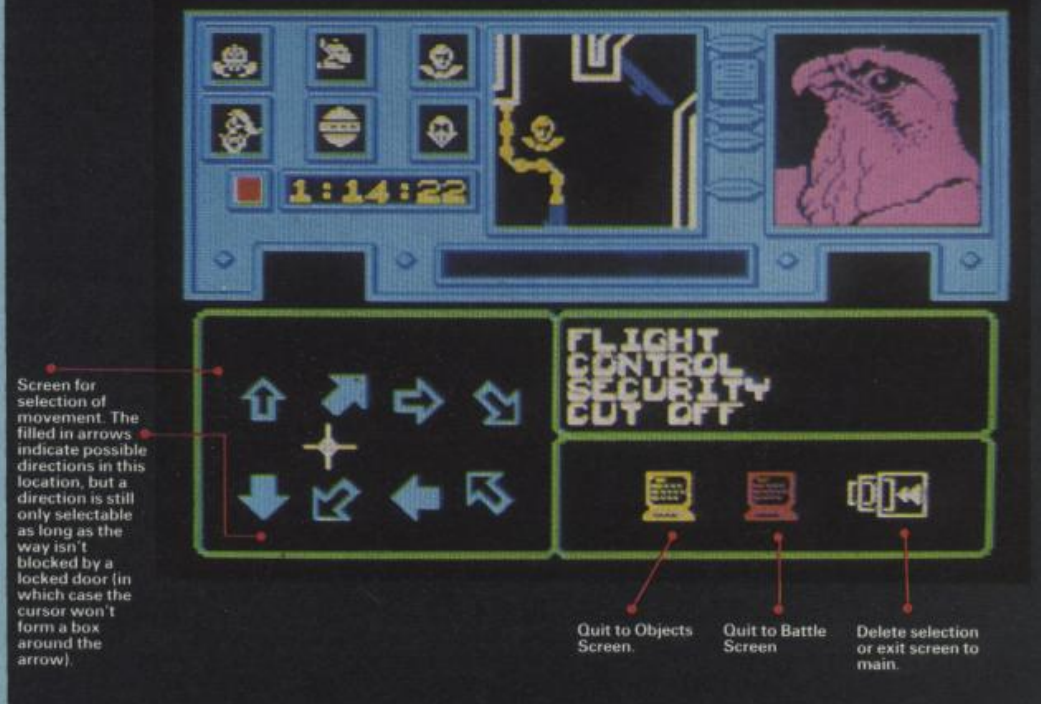 1:14:22
FLIGHT
CONTROL
SECURITY
CUT OFF
Screen for
selection of
movement. The
filled in arrows
indicate possible
directions in this
location, but a
direction is still
only selectable
as long as the
way isn't
blocked by a
locked door (in
which case the
cursor won't
form a box
around the
arrow).
Quit to Objects
Screen.
Quit to Battle
Screen
Delete selection
or exit screen to
main.